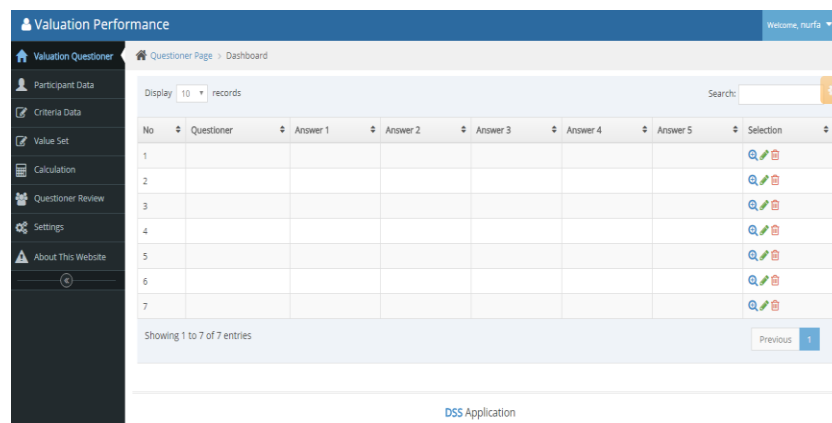 Valuation Performance
Welcome, nurfa
Valuation Questioner
Participant Data
Criteria Data
Value Set
Calculation
Questioner Review
Settings
About This Website
Questioner Page > Dashboard
Display 10 records
Search:
No Questioner Answer 1 Answer 2 Answer 3 Answer 4 Answer 5 Selection
1
2
3
4
5
6
7
Showing 1 to 7 of 7 entries
Previous 1
DSS Application